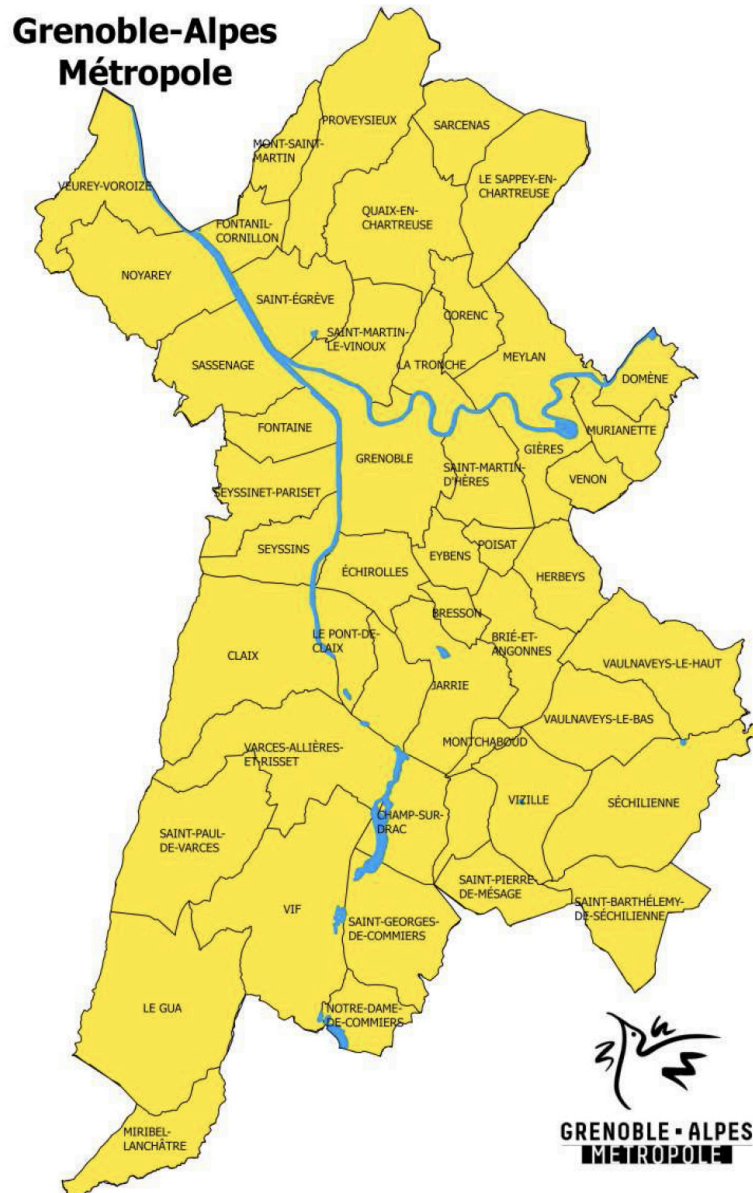 Grenoble-Alpes
Métropole
PROVEYSIEUX
SARCENAS
MONT-SAINT-
MARTIN
LE SAPPEY-EN-
CHARTREUSE
VEUREY-VOROIZE
QUAIX-EN-
CHARTREUSE
FONTANIL-
CORNILLON
NOYAREY
SAINT-ÉGRÈVE
CORENC
SAINT-MARTIN-
LE-VINOUX
MEYLAN
SASSENAGE
LA TRONCHE
DOMÈNE
FONTAINE
MURIANETTE
GIÈRES
GRENOBLE
SAINT-MARTIN-
D'HÈRES
VENON
SEYSSINET-PARISET
SEYSSINS
POISAT
EYBENS
ÉCHIROLLES
HERBEYS
BRESSON
LE PONT-DE-
CLAIX
BRIÉ-ET-
ANGONNES
CLAIX
VAULNAVEYS-LE-HAUT
JARRIE
VAULNAVEYS-LE-BAS
MONTCHABOUD
VARCES-ALLIÈRES-
ET-RISSET
VIZILLE
SÉCHILIENNE
CHAMP-SUR-
DRAC
SAINT-PAUL-
DE-VARCES
SAINT-PIERRE-
DE-MÉSAGE
SAINT-BARTHÉLEMY-
DE-SÉCHILIENNE
VIF
SAINT-GEORGES-
DE-COMMIERS
LE GUA
NOTRE-DAME-
DE-COMMIERS
MIRIBEL-
LANCHÂTRE
GRENOBLE-ALPES
MÉTROPOLE